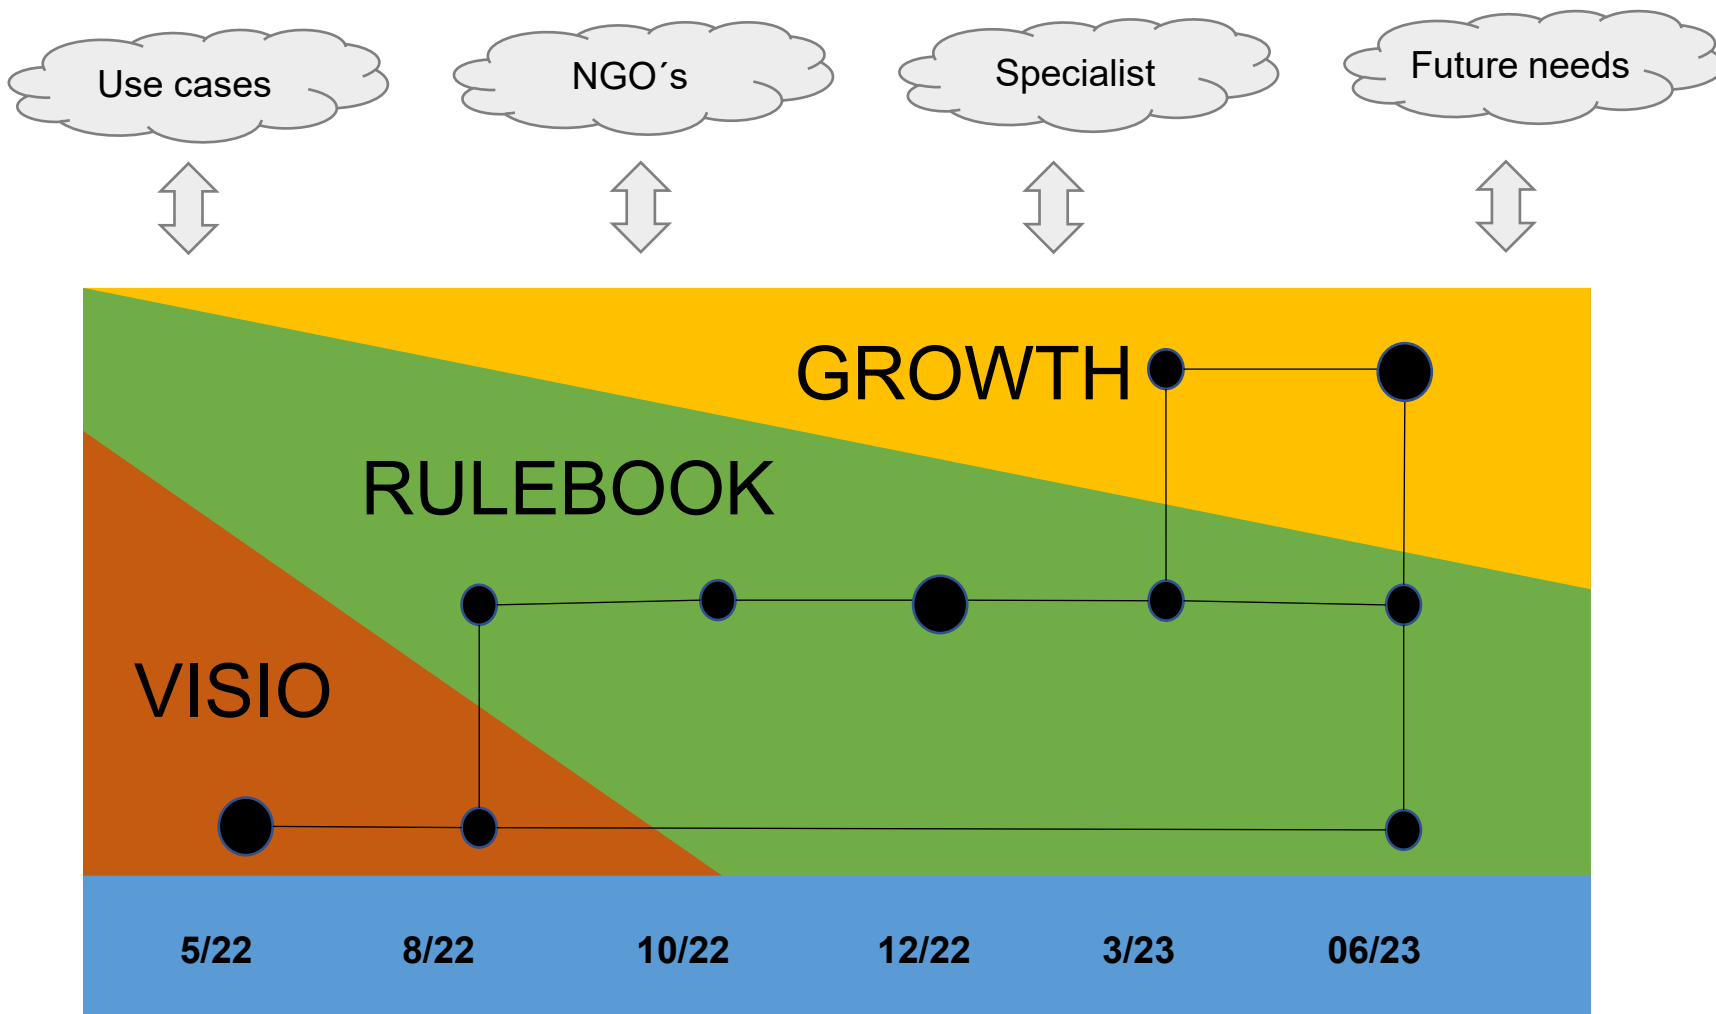 Use cases
NGO´s
Specialist
Future needs
GROWTH
RULEBOOK
VISIO
5/22
8/22
10/22
12/22
3/23
06/23